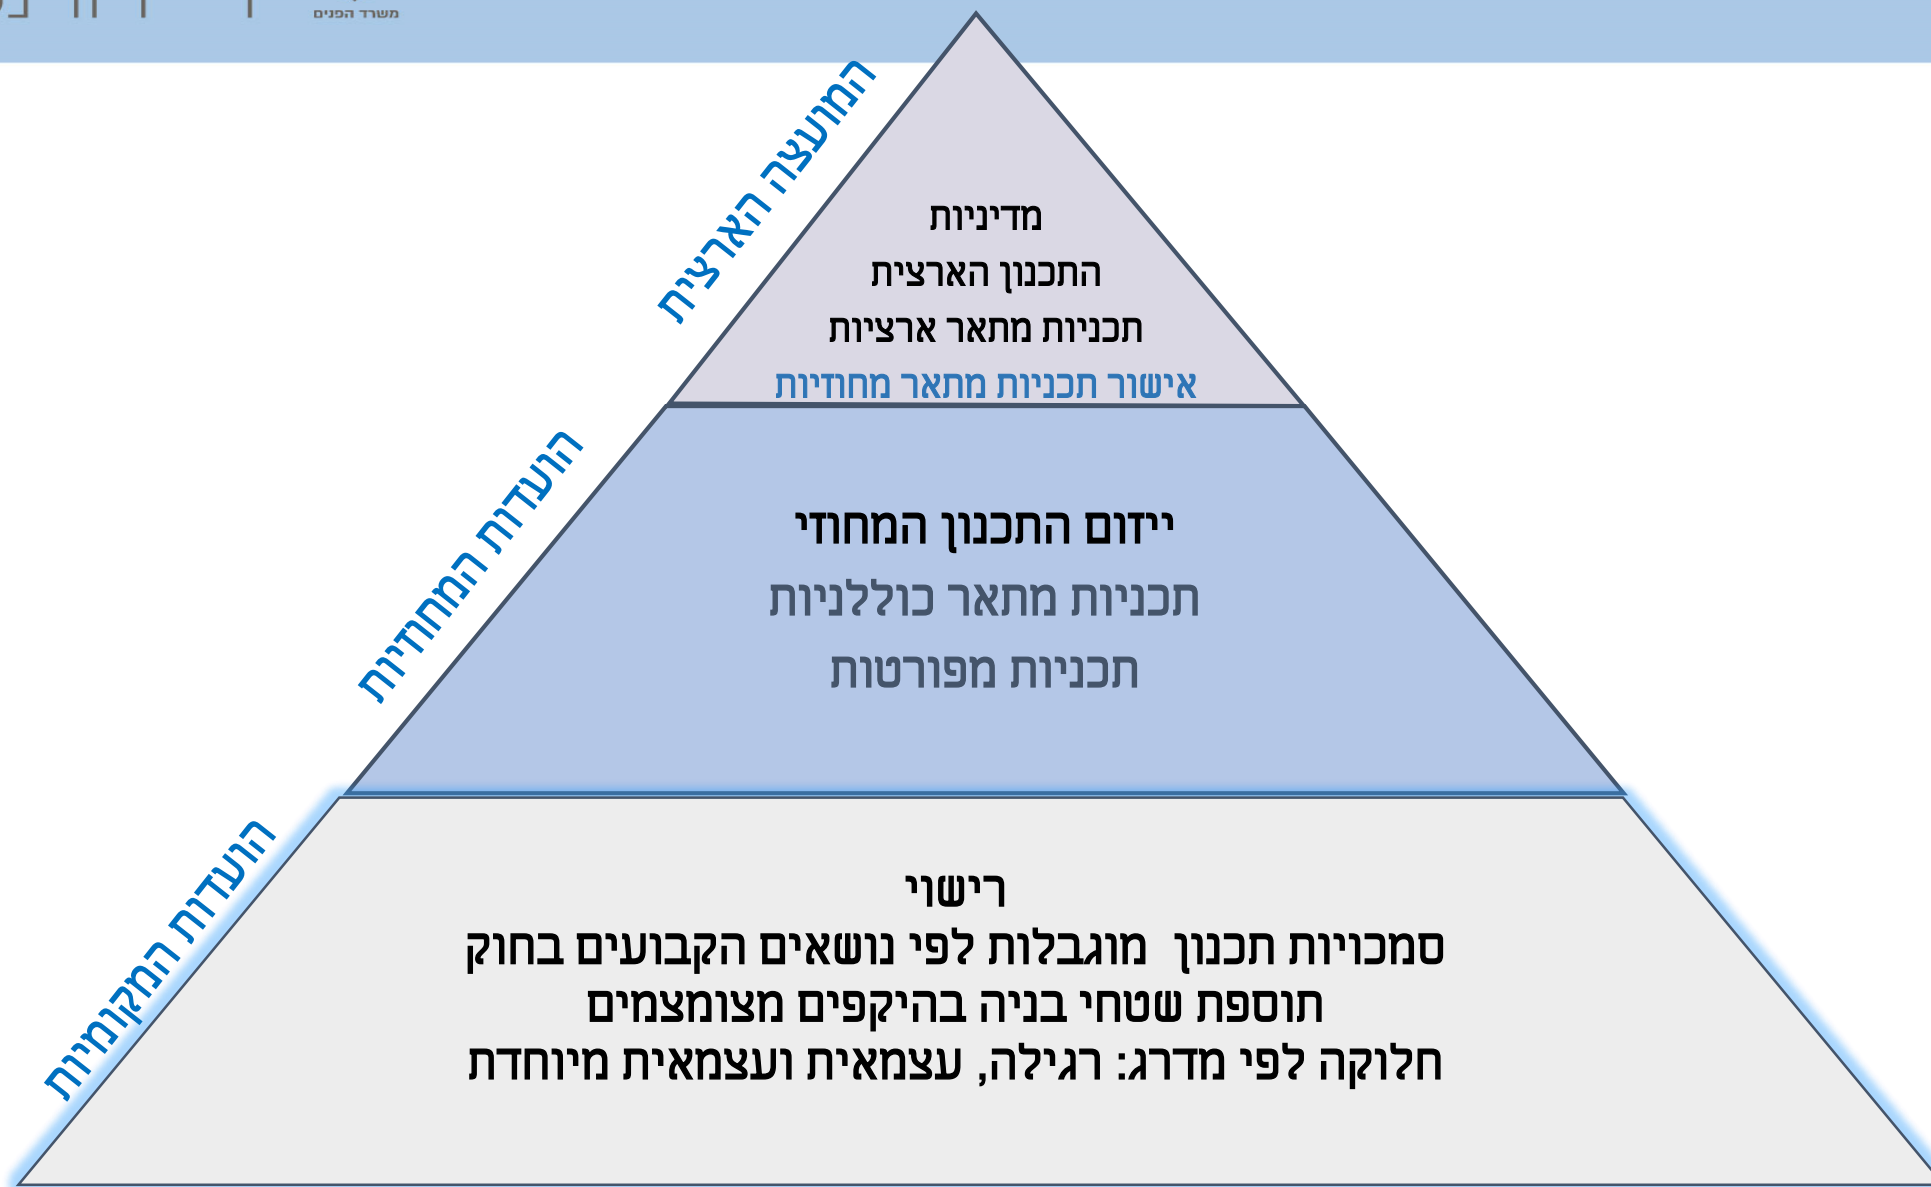 משרד הפנים
המועצה הארצית
מדיניות
התכנון הארצית
תכניות מתאר ארציות
אישור תכניות מתאר מחוזיות
הועדות המחוזיות
ייזום התכנון המחוזי
תכניות מתאר כוללניות
תכניות מפורטות
הועדות המקומיות
רישוי
סמכויות תכנון מוגבלות לפי נושאים הקבועים בחוק
תוספת שטחי בניה בהיקפים מצומצמים
חלוקה לפי מדרג: רגילה, עצמאית ועצמאית מיוחדת